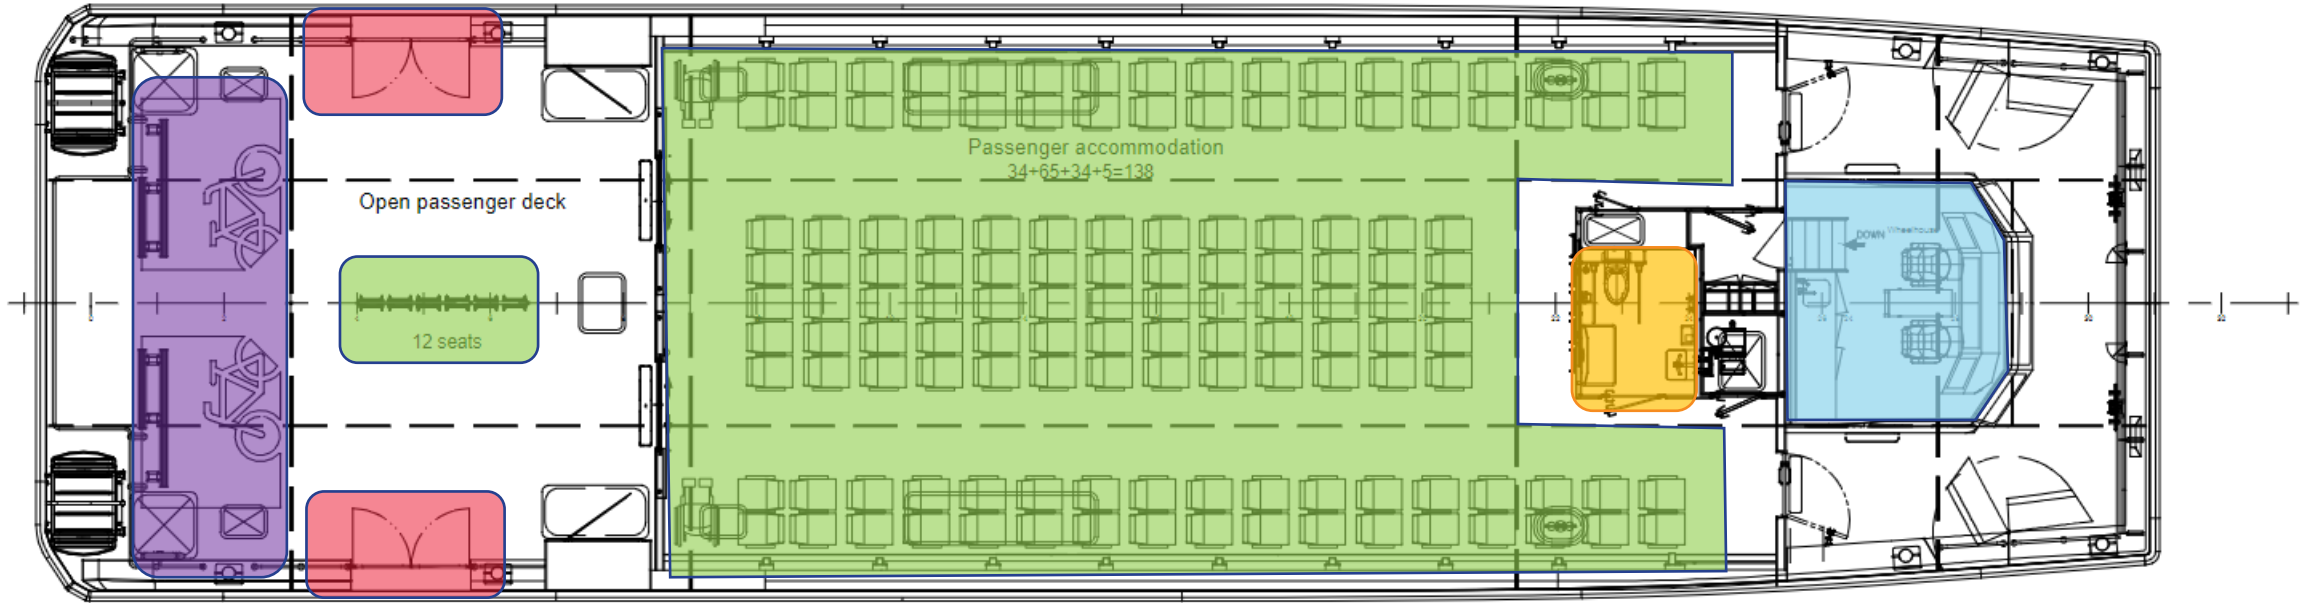 Open passenger deck
12 seats
Passenger accommodation
34+65+34+5=138
DOWN
Wheelhouse